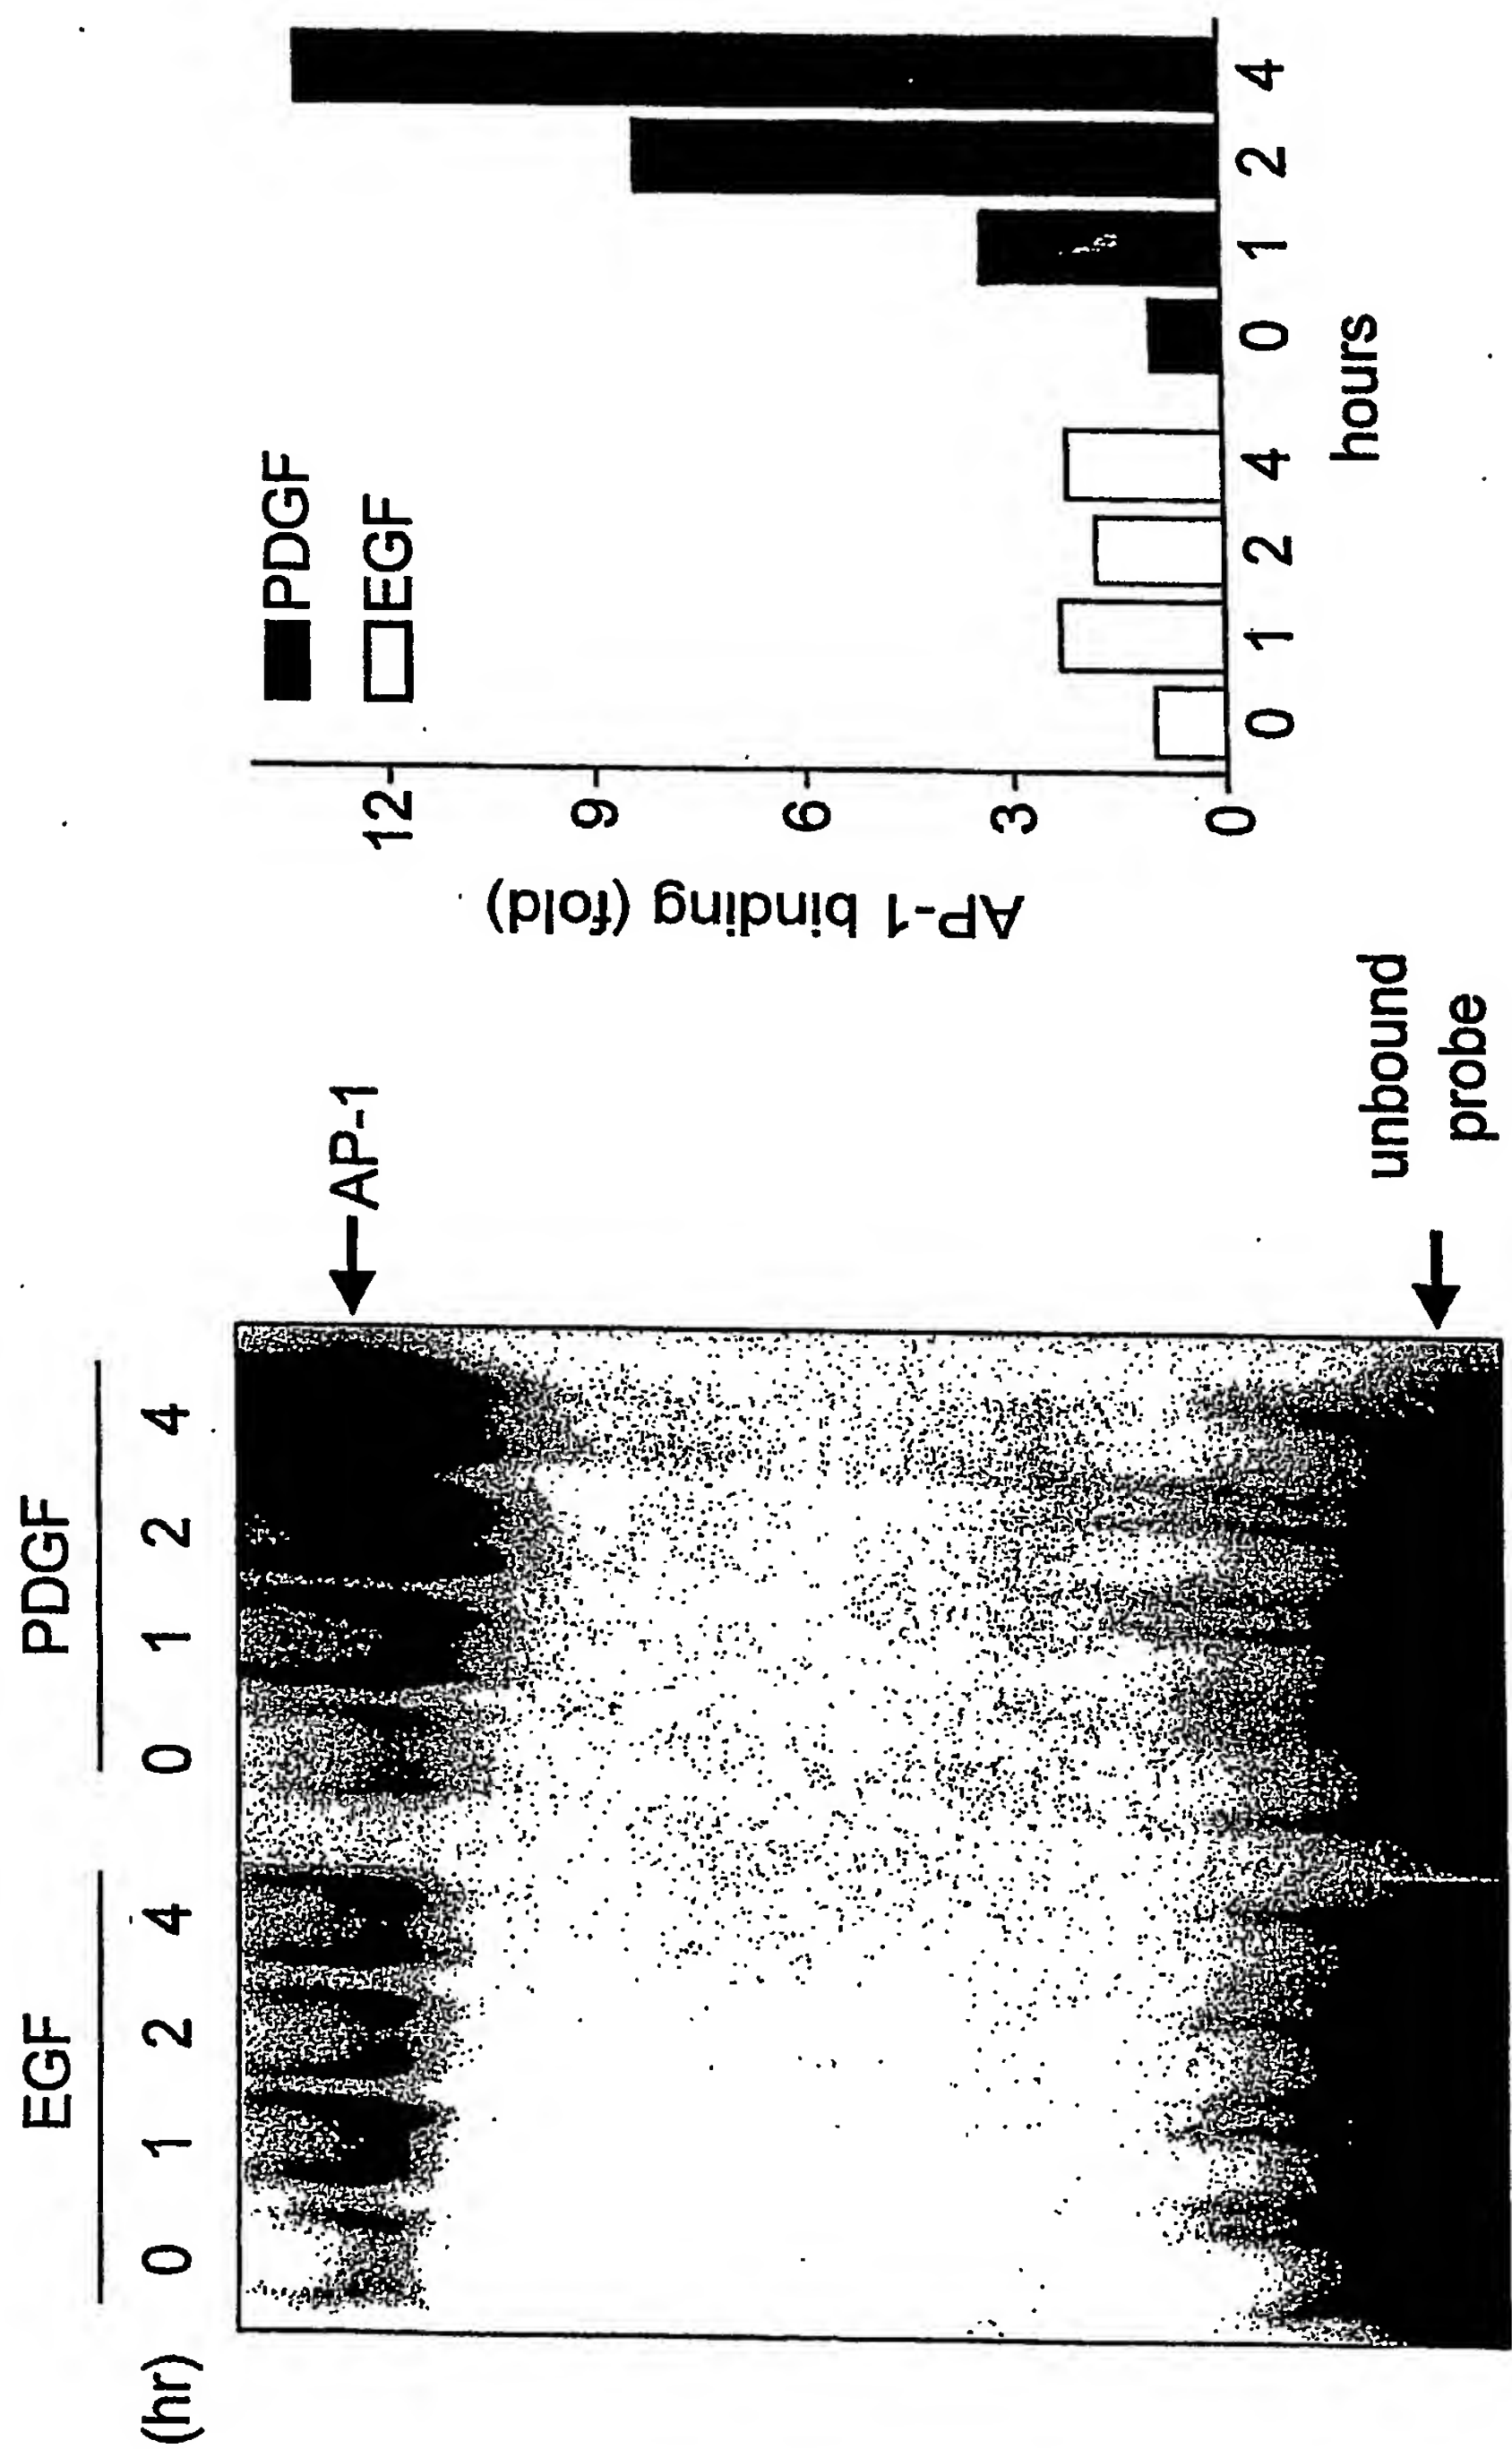 EGF PDGF
(hr) 0 1 2 4 0 1 2 4
AP-1
unbound
probe
PDGF
EGF
AP-1 binding (fold)
12
9
6
3
0
0 1 2 4 0 1 2 4
hours